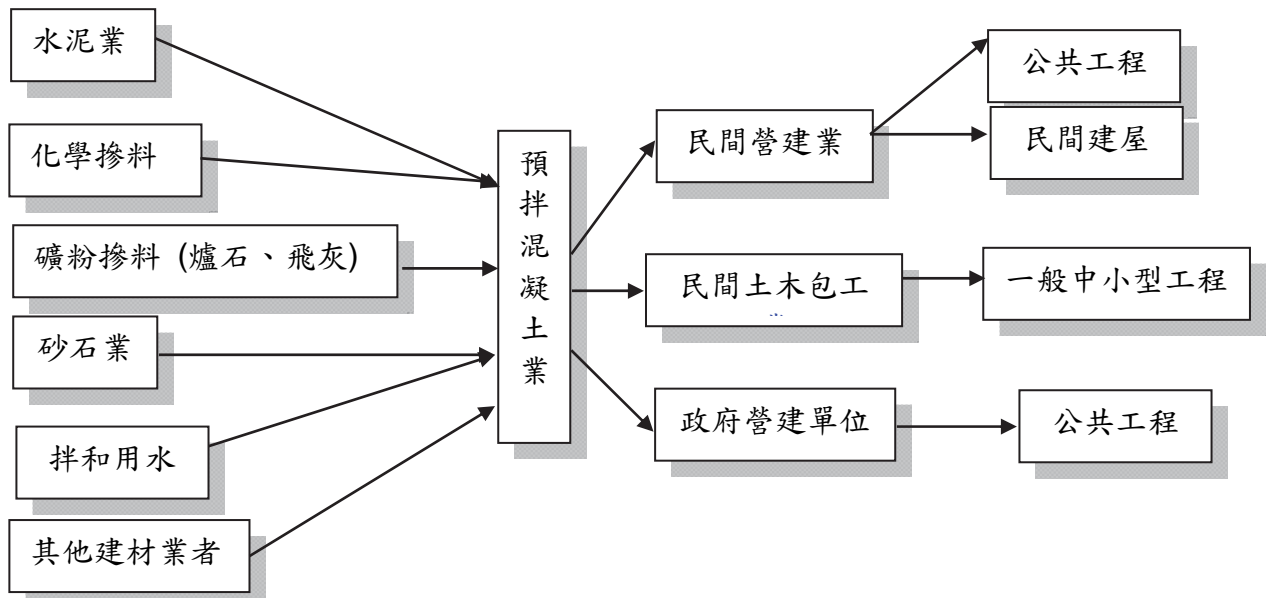 水泥業
化學摻料
礦粉摻料 (爐石、飛灰)
砂石業
拌和用水
其他建材業者
預拌混凝土業
民間營建業
民間土木包工
政府營建單位
公共工程
民間建屋
一般中小型工程
公共工程